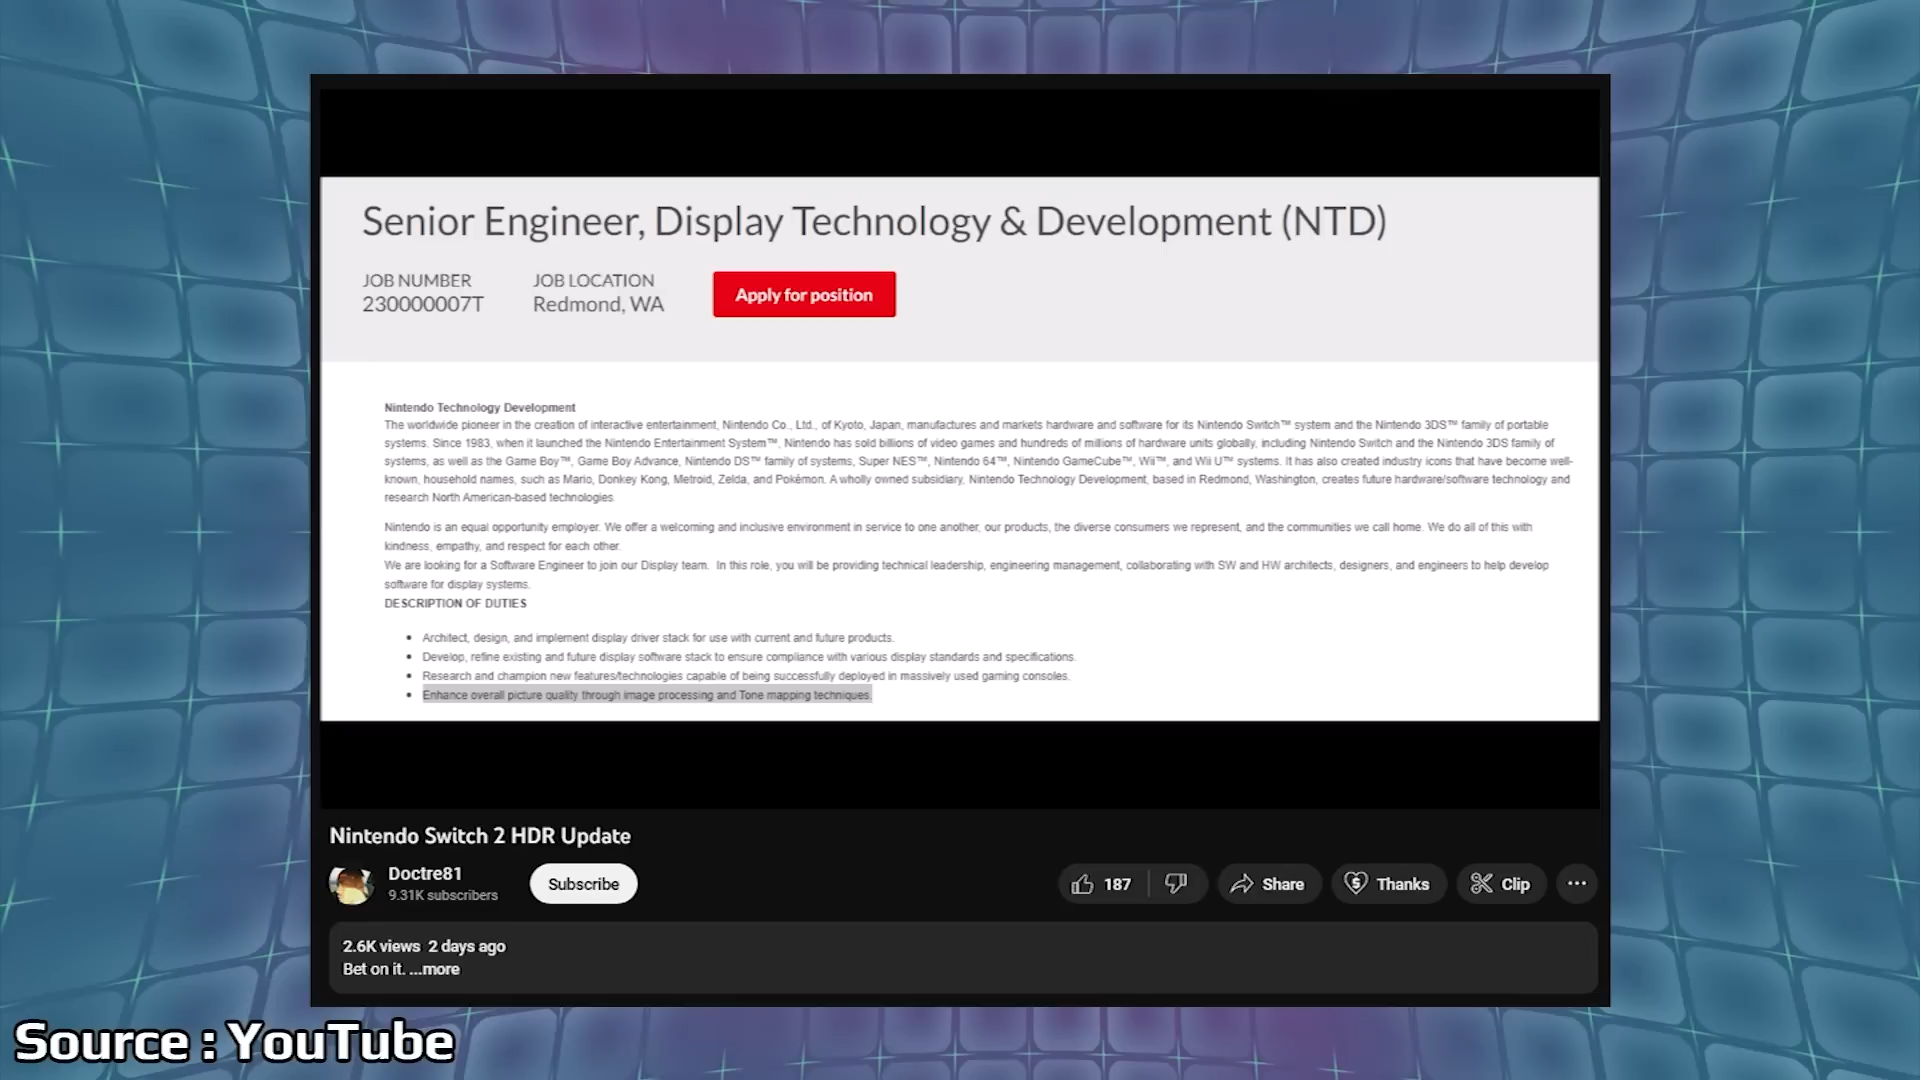 Senior Engineer, Display Technology & Development (NTD)
JOB NUMBER
230000007T
JOB LOCATION
Redmond, WA
Apply for position
Nintendo Technology Development
The worldwide pioneer in the creation of interactive entertainment, Nintendo Co., Ltd., of Kyoto, Japan, manufactures and markets hardware and software for its Nintendo Switch™ system and the Nintendo 3DS™ family of portable
systems. Since 1983, when it launched the Nintendo Entertainment System™, Nintendo has sold billions of video games and hundreds of millions of hardware units globally, including Nintendo Switch and the Nintendo 3DS family of
systems, as well as the Game Boy™, Game Boy Advance, Nintendo DS™ family of systems, Super NES™, Nintendo 64™, Nintendo GameCube™, Wii™, and Wii U™ systems. It has also created industry icons that have become well-
known, household names, such as Mario, Donkey Kong, Metroid, Zelda, and Pokémon. A wholly owned subsidiary, Nintendo Technology Development, based in Redmond, Washington, creates future hardware/software technology and
research North American-based technologies.
Nintendo is an equal opportunity employer. We offer a welcoming and inclusive environment in service to one another, our products, the diverse consumers we represent, and the communities we call home. We do all of this with
kindness, empathy, and respect for each other.
We are looking for a Software Engineer to join our Display team. In this role, you will be providing technical leadership, engineering management, collaborating with SW and HW architects, designers, and engineers to help develop
software for display systems.
DESCRIPTION OF DUTIES
• Architect, design, and implement display driver stack for use with current and future products.
• Develop, refine existing and future display software stack to ensure compliance with various display standards and specifications.
• Research and champion new features/technologies capable of being successfully deployed in massively used gaming consoles.
• Enhance overall picture quality through image processing and Tone mapping techniques.
Nintendo Switch 2 HDR Update
Doctre81
9.31K subscribers
Subscribe
187
Share
Thanks
Clip
2.6K views 2 days ago
Bet on it. ...more
Source : YouTube